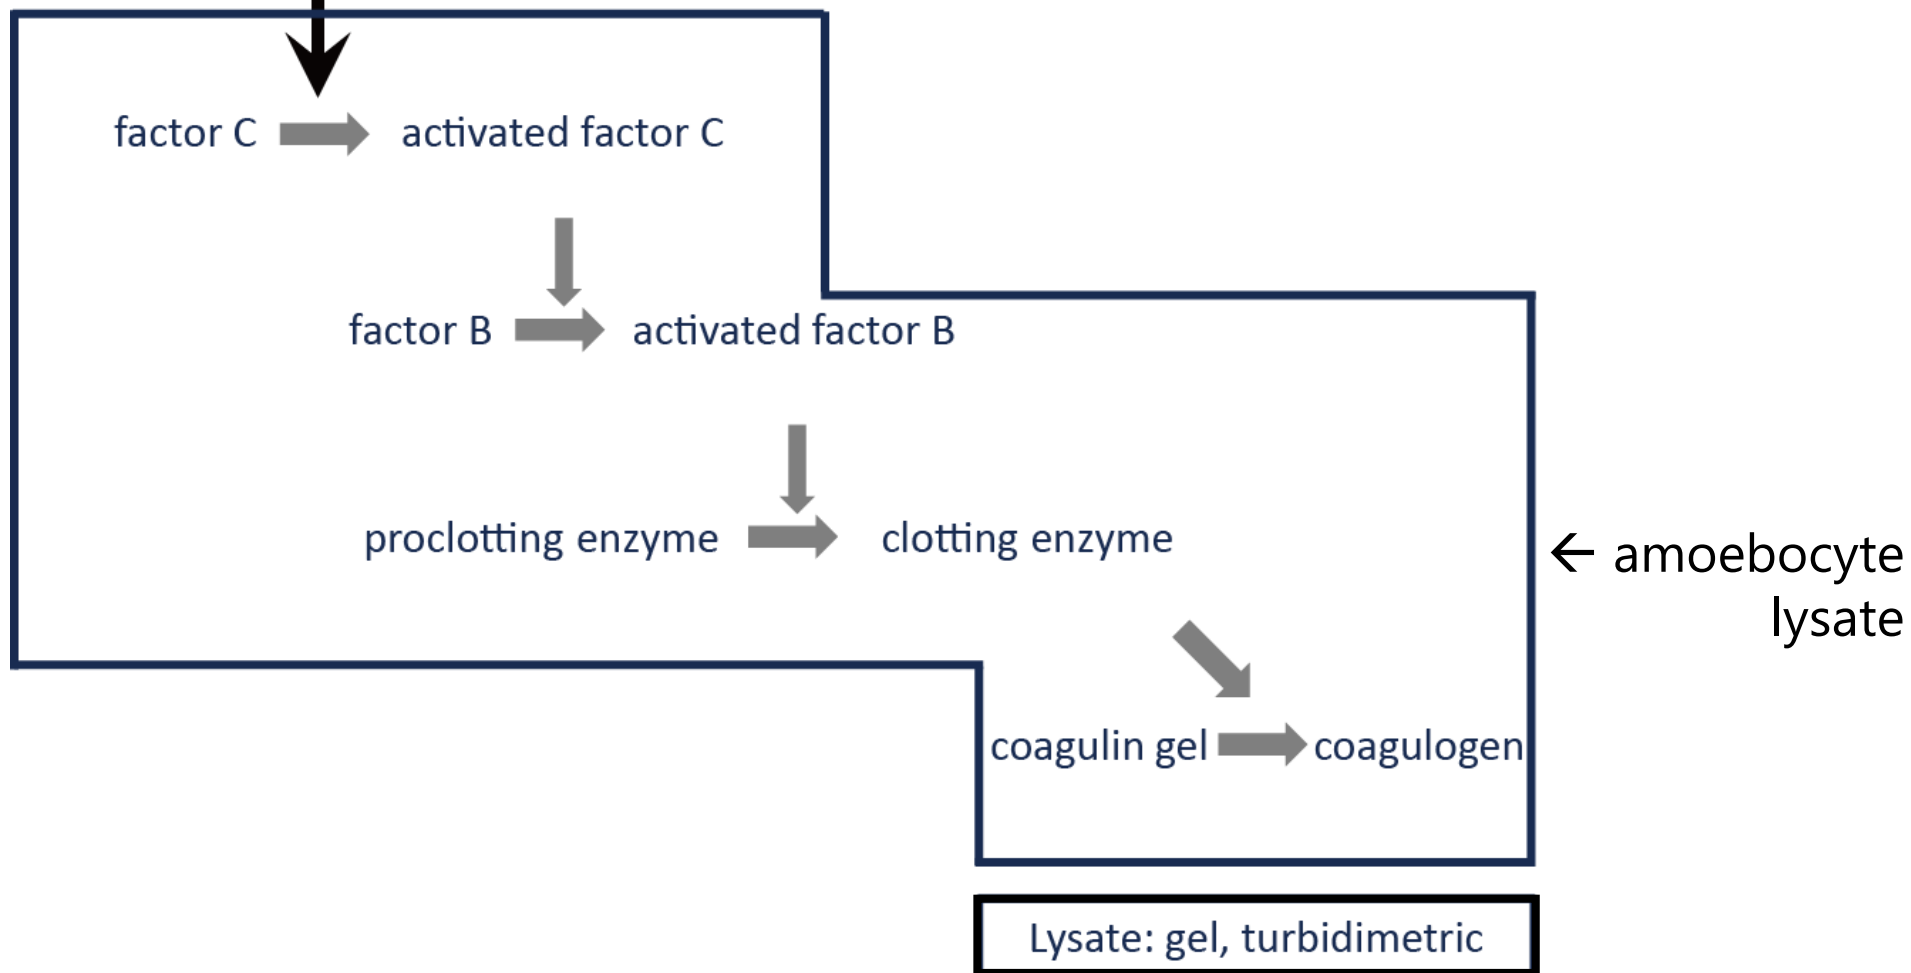 factor C activated factor C
factor B activated factor B
proclotting enzyme clotting enzyme
← amoebocyte
lysate
coagulin gel coagulogen
Lysate: gel, turbidimetric